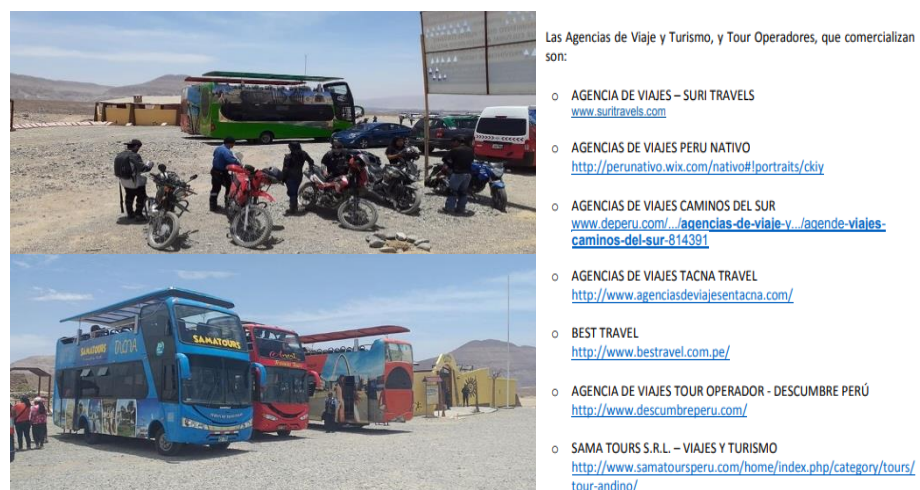 SAMATOURS
SAMATOURS
Las Agencias de Viaje y Turismo, y Tour Operadores, que comercializan
son:
o AGENCIA DE VIAJES – SURI TRAVELS
www.suritravels.com
o AGENCIAS DE VIAJES PERU NATIVO
http://perunativo.wix.com/nativo#!portraits/ckiy
o AGENCIAS DE VIAJES CAMINOS DEL SUR
www.deperu.com/.../agencias-de-viaje-y.../agende-viajes-
caminos-del-sur-814391
o AGENCIAS DE VIAJES TACNA TRAVEL
http://www.agenciasdeviajesentacna.com/
o BEST TRAVEL
http://www.bestravel.com.pe/
o AGENCIA DE VIAJES TOUR OPERADOR - DESCUMBRE PERÚ
http://www.descumbreperu.com/
o SAMA TOURS S.R.L. – VIAJES Y TURISMO
http://www.samatoursperu.com/home/index.php/category/tours/
tour-andino/